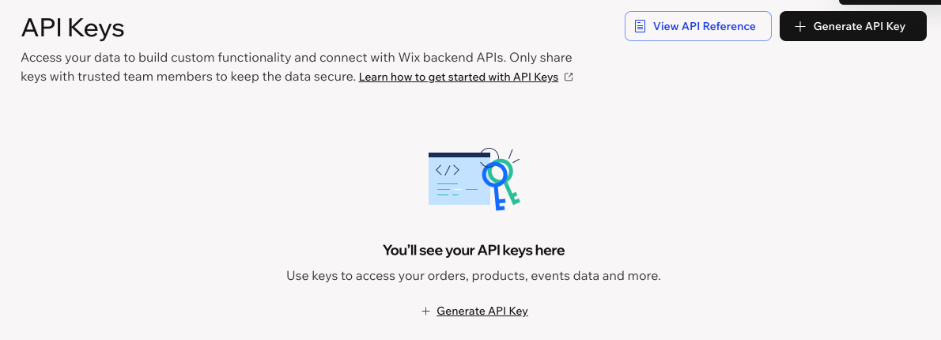 API Keys
View API Reference
Generate API Key
Access your data to build custom functionality and connect with Wix backend APIs. Only share
keys with trusted team members to keep the data secure. Learn how to get started with API Keys
</>
You’ll see your API keys here
Use keys to access your orders, products, events data and more.
Generate API Key